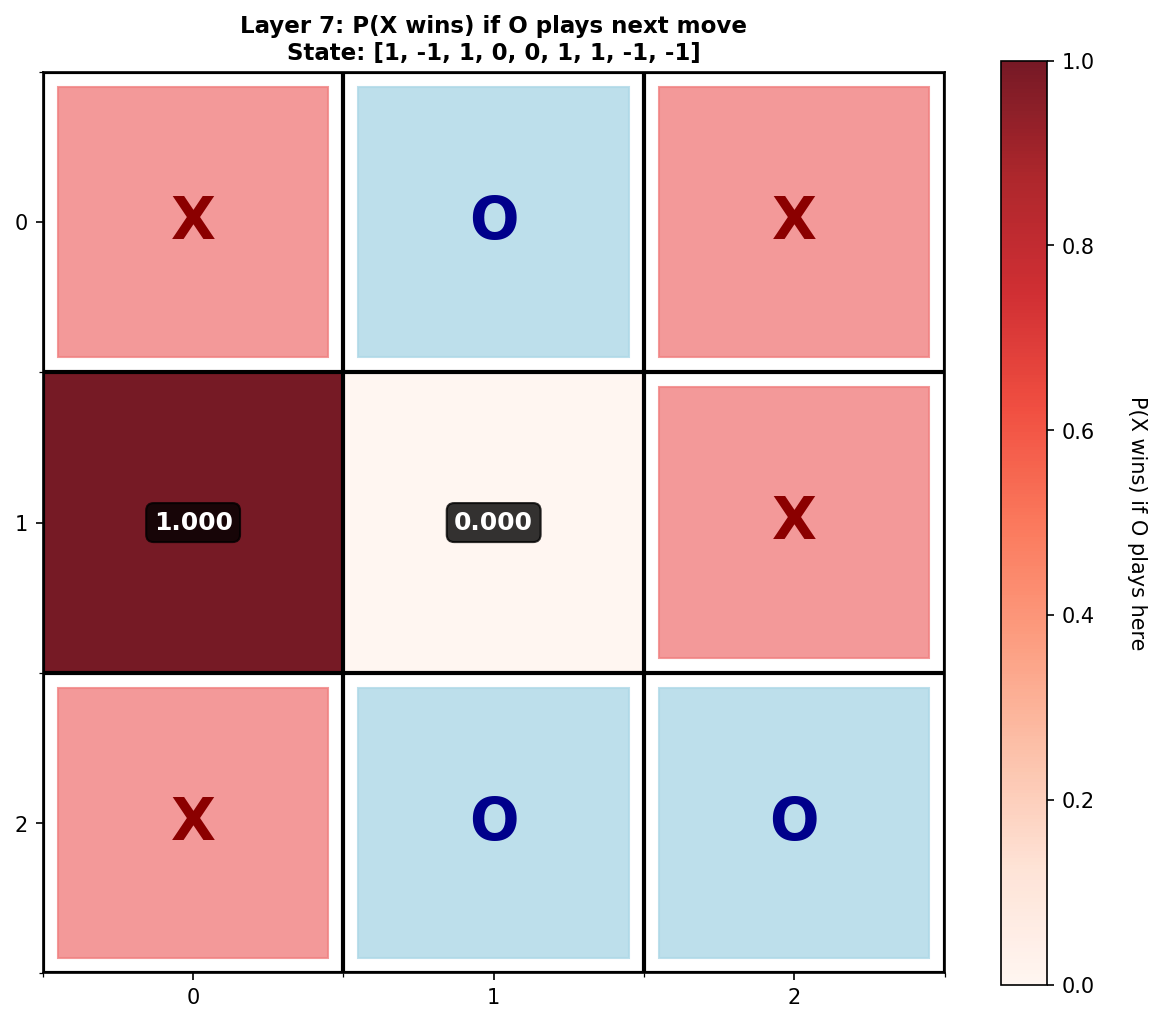 Layer 7: P(X wins) if O plays next move
State: [1, -1, 1, 0, 0, 1, 1, -1, -1]
X
O
X
1.000
0.000
X
X
O
O
0
1
2
0
1
2
1.0
0.8
0.6
0.4
0.2
0.0
P(X wins) if O plays here